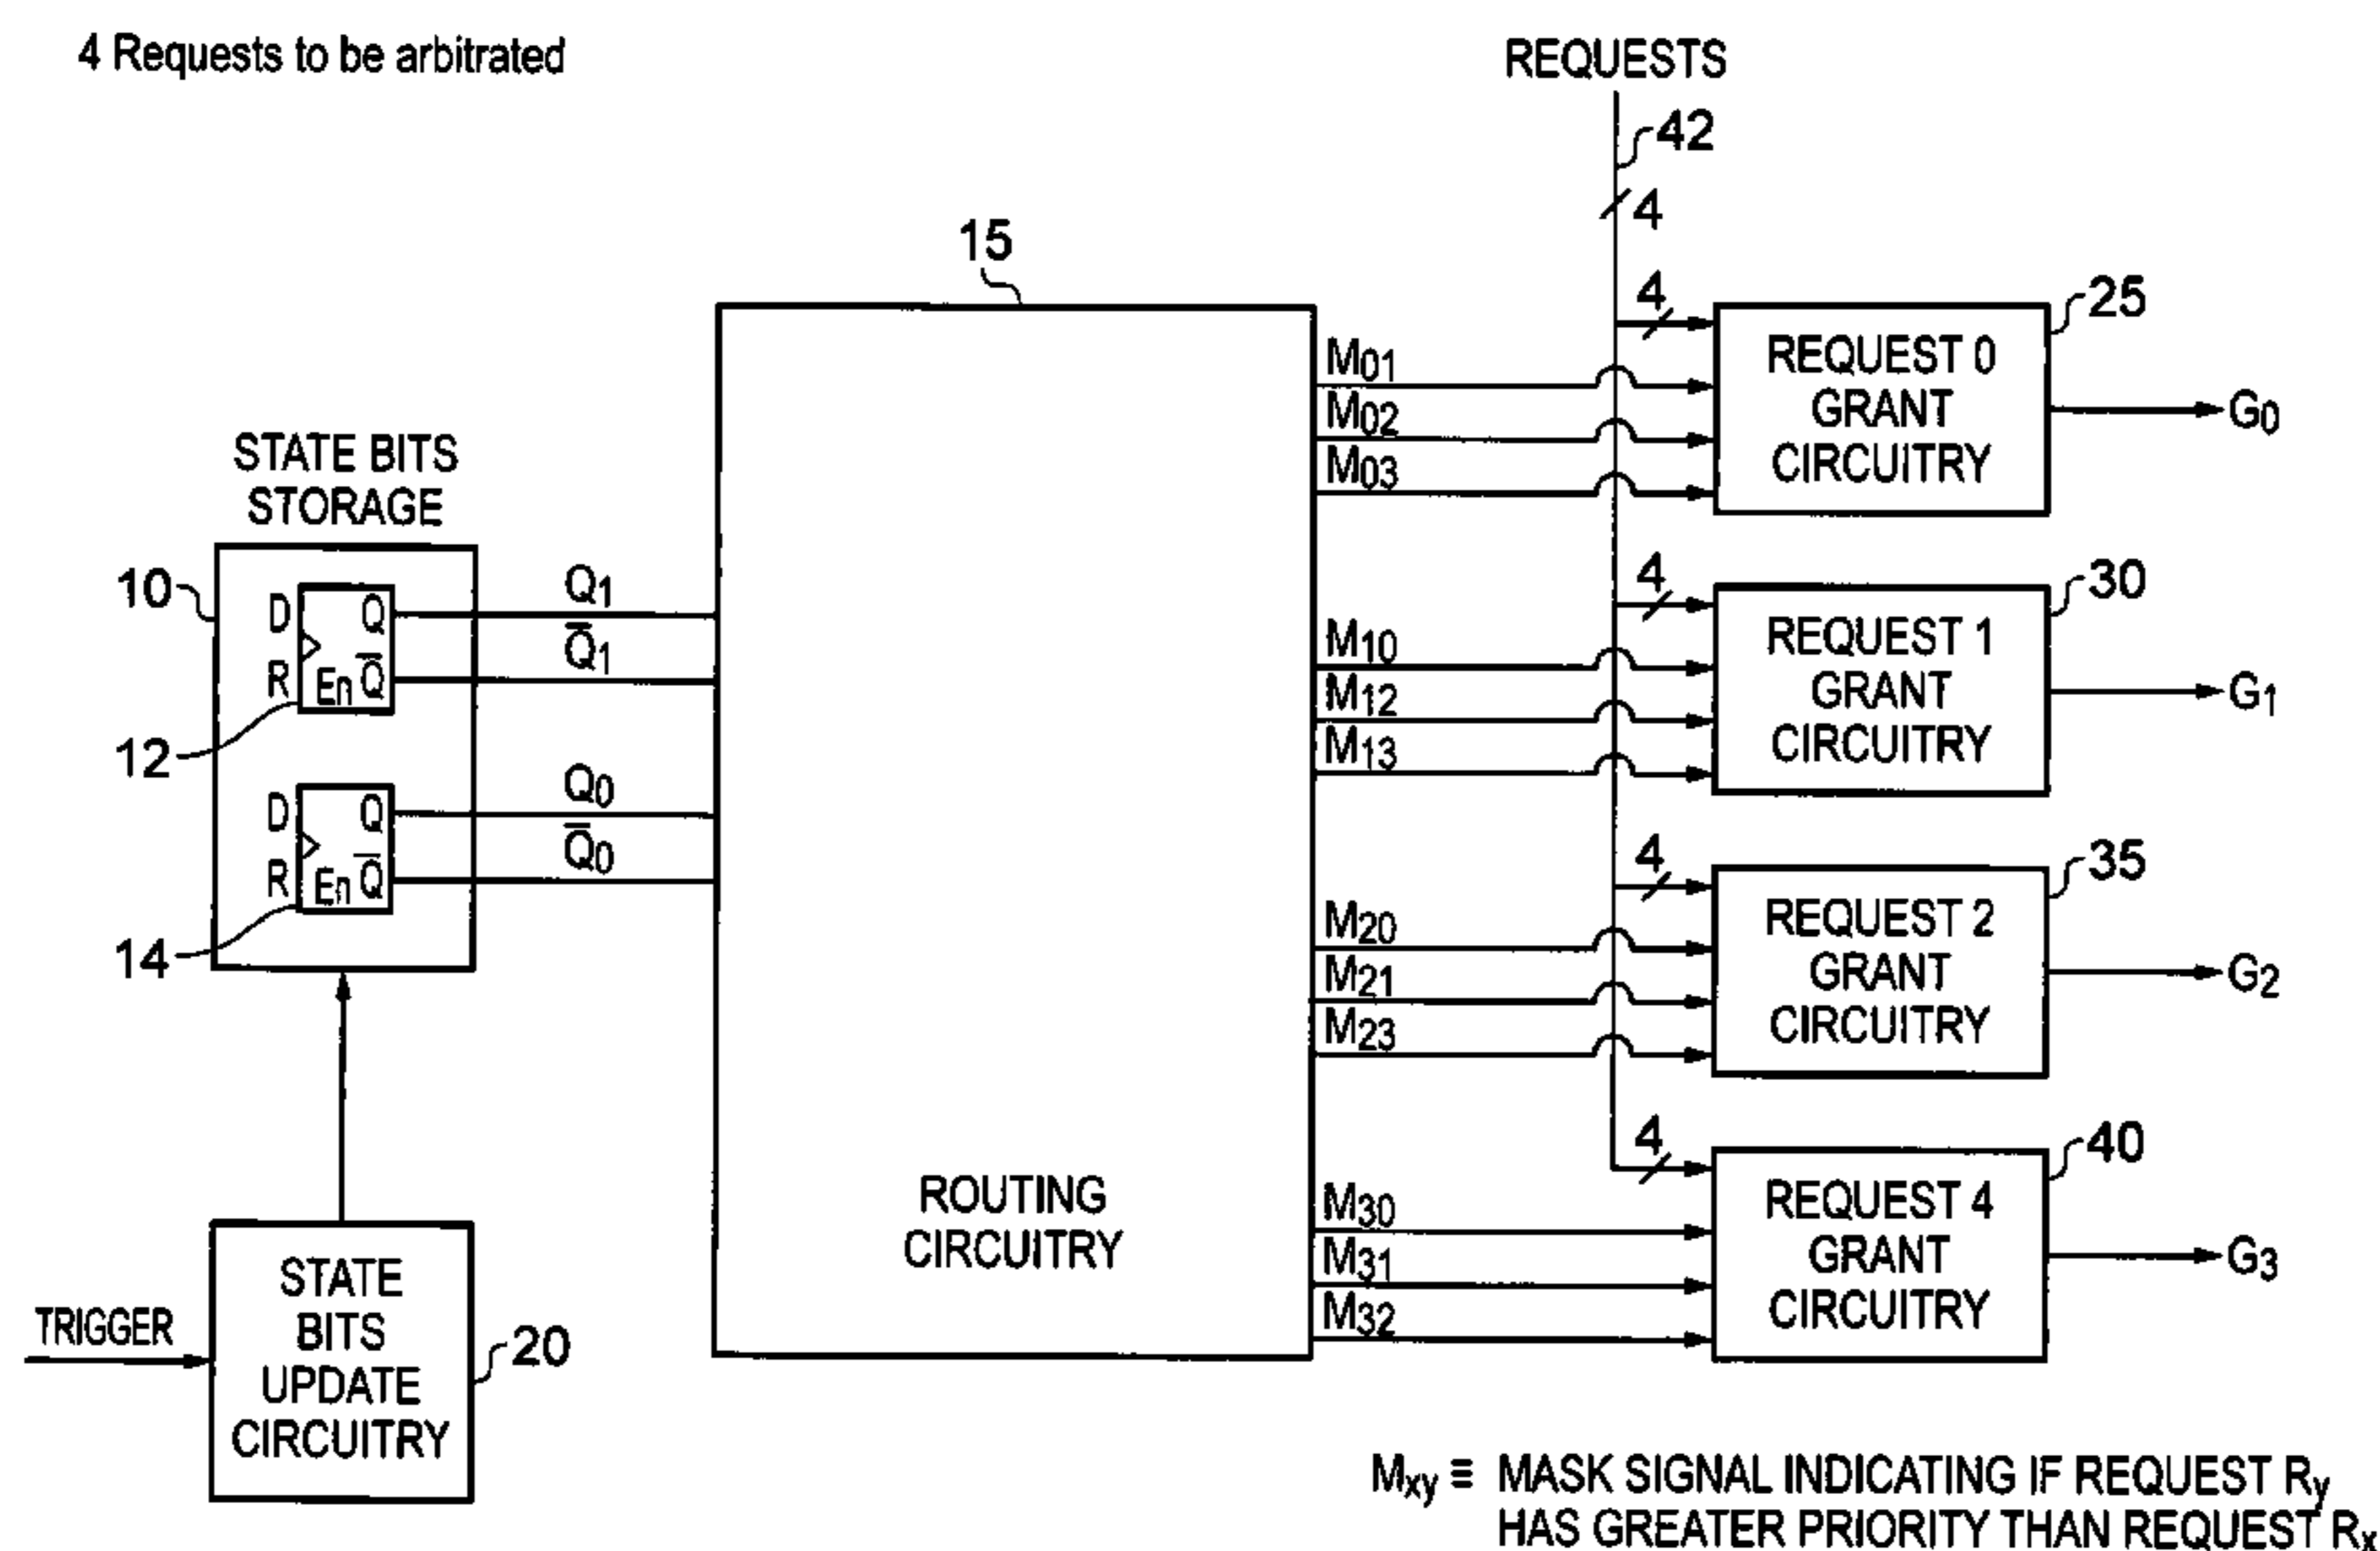 4 Requests to be arbitrated
REQUESTS
42
4
15
4
25
M01
REQUEST 0
GRANT
CIRCUITRY
M02
M03
G0
STATE BITS
STORAGE
10
D Q
R En Q̅
12
Q1
Q̅1
4
30
M10
REQUEST 1
GRANT
CIRCUITRY
M12
M13
G1
D Q
R En Q̅
14
Q0
Q̅0
4
35
M20
REQUEST 2
GRANT
CIRCUITRY
M21
M23
G2
4
40
M30
REQUEST 4
GRANT
CIRCUITRY
M31
M32
G3
ROUTING
CIRCUITRY
TRIGGER
STATE
BITS
UPDATE
CIRCUITRY
20
Mxy ≡ MASK SIGNAL INDICATING IF REQUEST Ry
HAS GREATER PRIORITY THAN REQUEST Rx